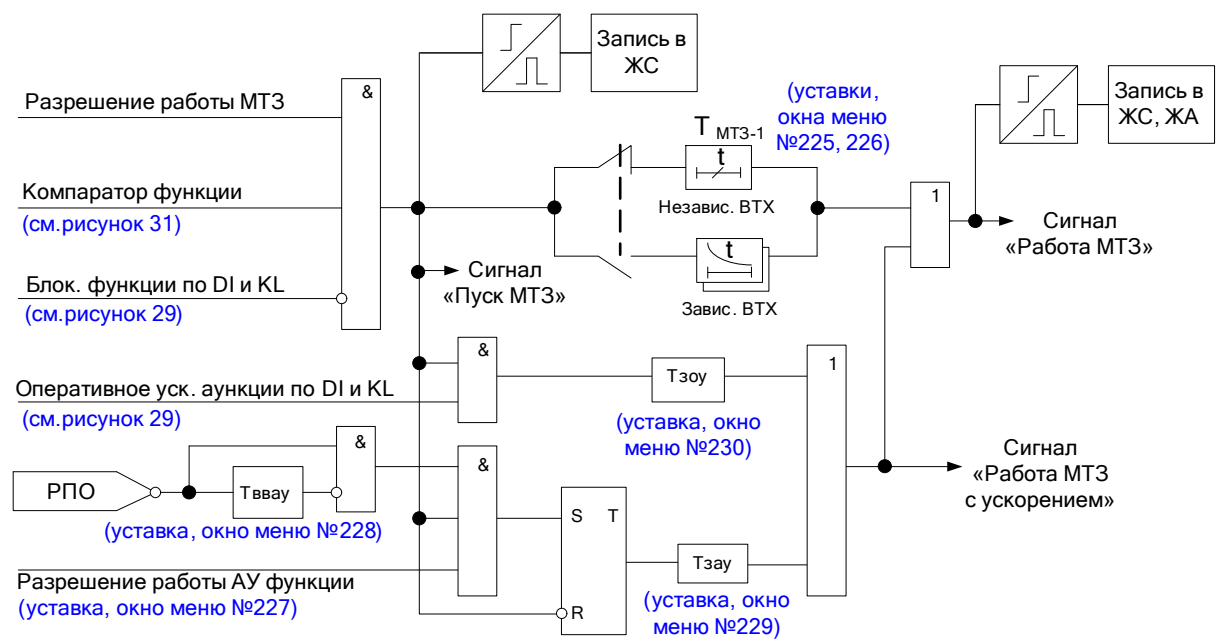 Запись в
ЖС
&
Разрешение работы МТЗ
(уставки,
окна меню
№225, 226)
Запись в
ЖС, ЖА
T МТЗ-1
t
Независ. ВТХ
Компаратор функции
(см.рисунок 31)
1
Сигнал
«Работа МТЗ»
t
Завис. ВТХ
Сигнал
«Пуск МТЗ»
Блок. функции по DI и KL
(см.рисунок 29)
&
1
Оперативное уск. аункции по DI и KL
(см.рисунок 29)
Тзоу
(уставка, окно
меню №230)
&
&
РПО
Тввау
(уставка, окно меню №228)
Сигнал
«Работа МТЗ
с ускорением»
S T
R
Тзау
(уставка, окно
меню №229)
Разрешение работы АУ функции
(уставка, окно меню №227)